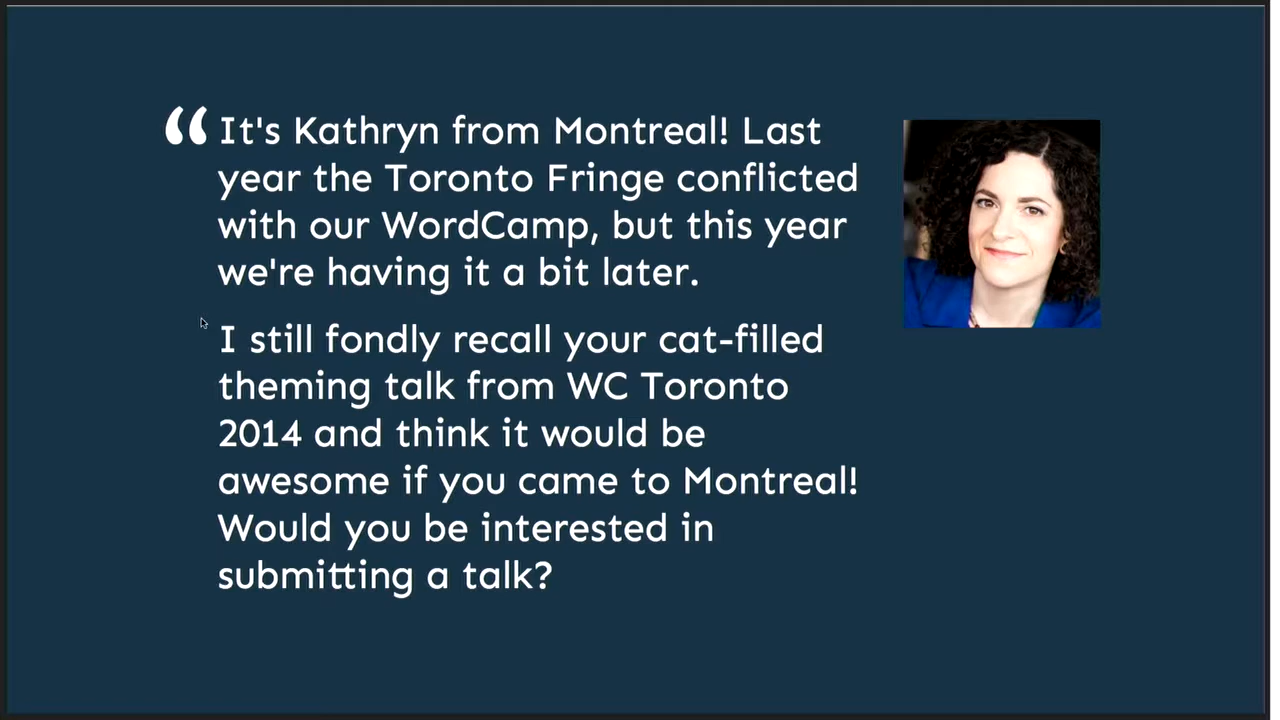 “It's Kathryn from Montreal! Last
year the Toronto Fringe conflicted
with our WordCamp, but this year
we're having it a bit later.
I still fondly recall your cat-filled
theming talk from WC Toronto
2014 and think it would be
awesome if you came to Montreal!
Would you be interested in
submitting a talk?